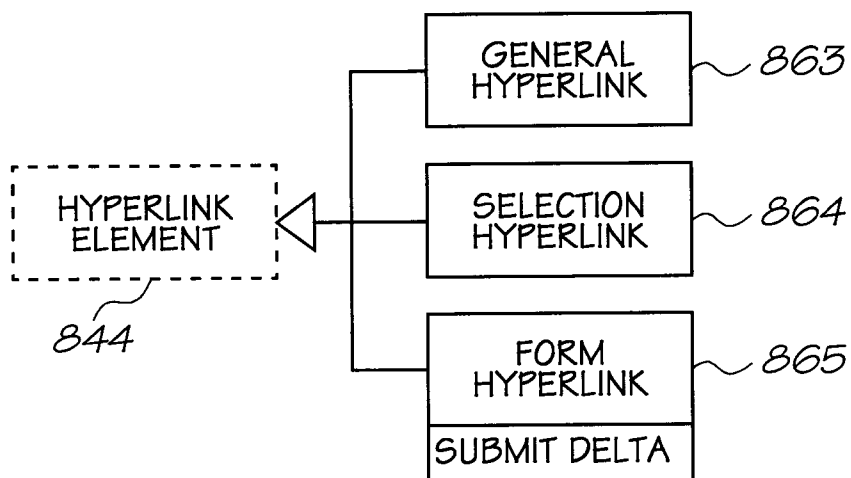 GENERAL
HYPERLINK
863
HYPERLINK
ELEMENT
844
SELECTION
HYPERLINK
864
FORM
HYPERLINK
865
SUBMIT DELTA